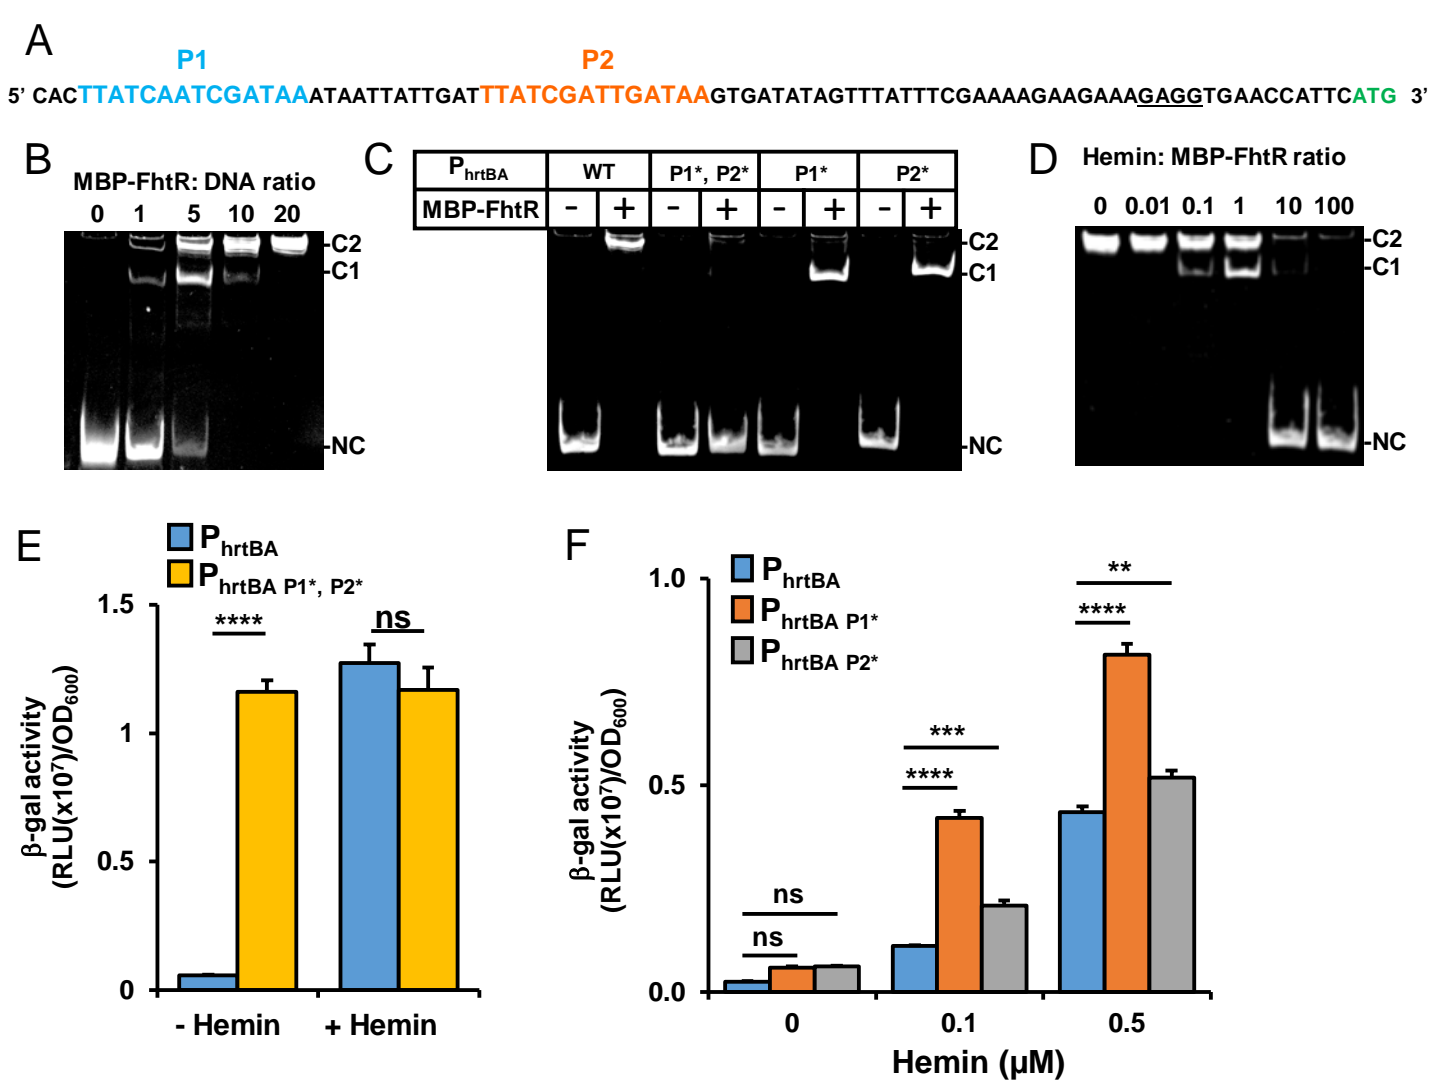 A
P1 P2
5' CACTTATCAATCGATAAATAATTATTGATTTATCGATTGATAAGTGATATAGTTTATTTCGAAAAGAAGAAAGAGGTGAACCATTCATG 3'
B
MBP-FhtR: DNA ratio
0 1 5 10 20
-C2
-C1
-NC
C
PhrtBA WT P1*, P2* P1* P2*
MBP-FhtR - + - + - + - +
-C2
-C1
-NC
D
Hemin: MBP-FhtR ratio
0 0.01 0.1 1 10 100
-C2
-C1
-NC
E
PhrtBA
PhrtBA P1*, P2*
β-gal activity
(RLU(x10⁷)/OD₆₀₀)
1.5
1
0.5
0
****
ns
- Hemin + Hemin
F
PhrtBA
PhrtBA P1*
PhrtBA P2*
β-gal activity
(RLU(x10⁷)/OD₆₀₀)
1.0
0.5
0.0
ns
ns
***
****
**
****
0 0.1 0.5
Hemin (µM)